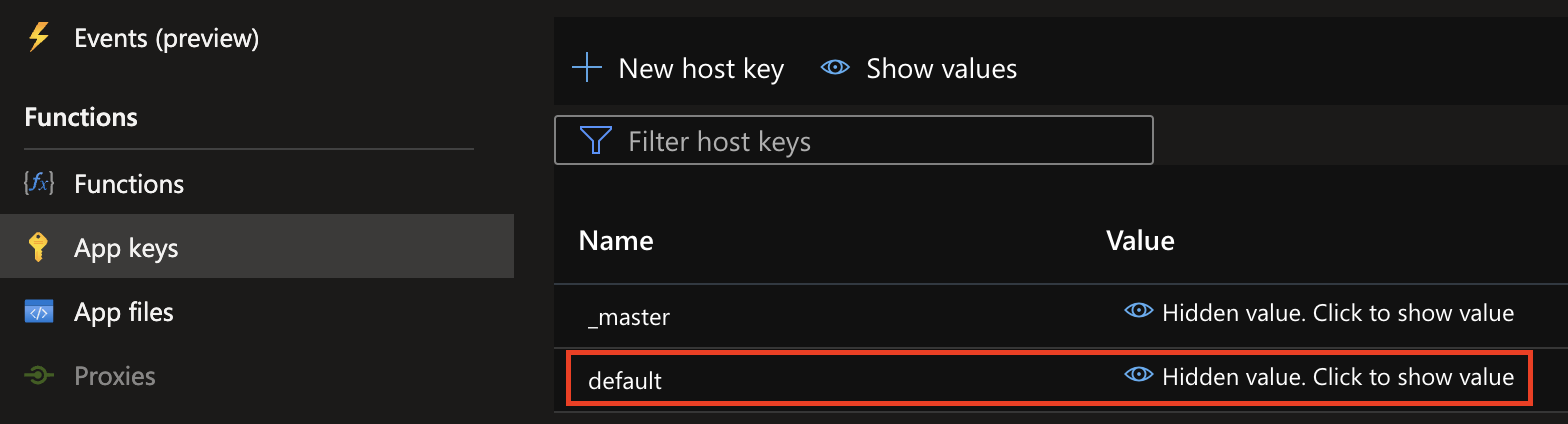 Events (preview)
Functions
{fx} Functions
App keys
</> App files
Proxies
New host key Show values
Filter host keys
Name Value
_master Hidden value. Click to show value
default Hidden value. Click to show value